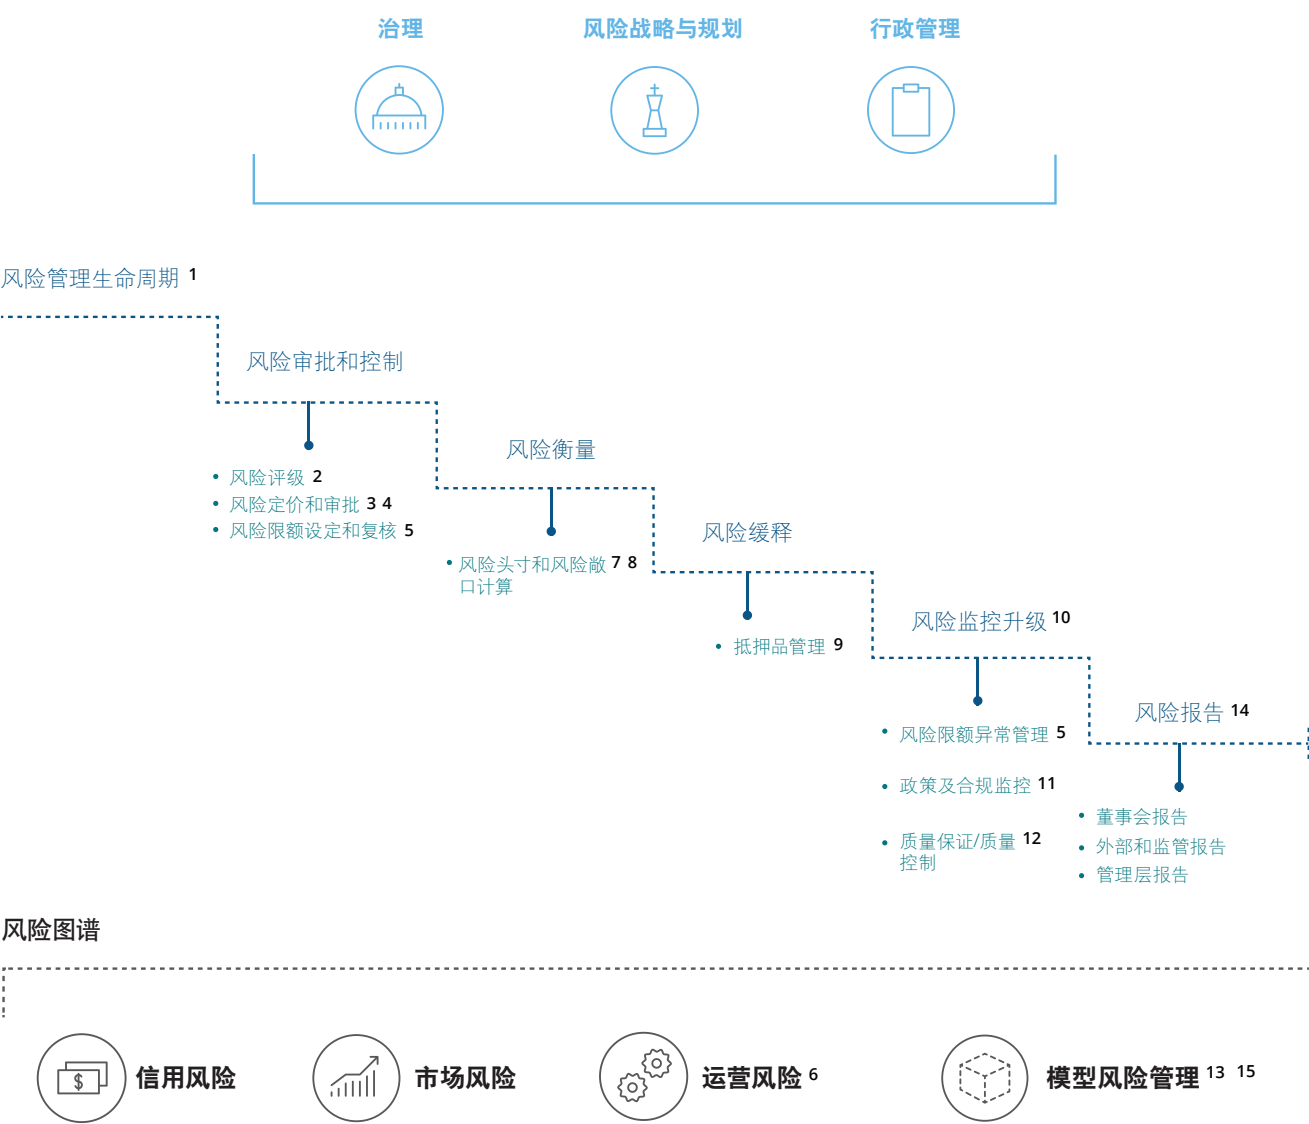 治理
风险战略与规划
行政管理
风险管理生命周期 1
风险审批和控制
• 风险评级 2
• 风险定价和审批 3 4
• 风险限额设定和复核 5
风险衡量
• 风险头寸和风险敞 7 8
口计算
风险缓释
• 抵押品管理 9
风险监控升级 10
• 风险限额异常管理 5
• 政策及合规监控 11
• 质量保证/质量 12
控制
风险报告 14
• 董事会报告
• 外部和监管报告
• 管理层报告
风险图谱
$
信用风险
市场风险
运营风险 6
模型风险管理 13 15